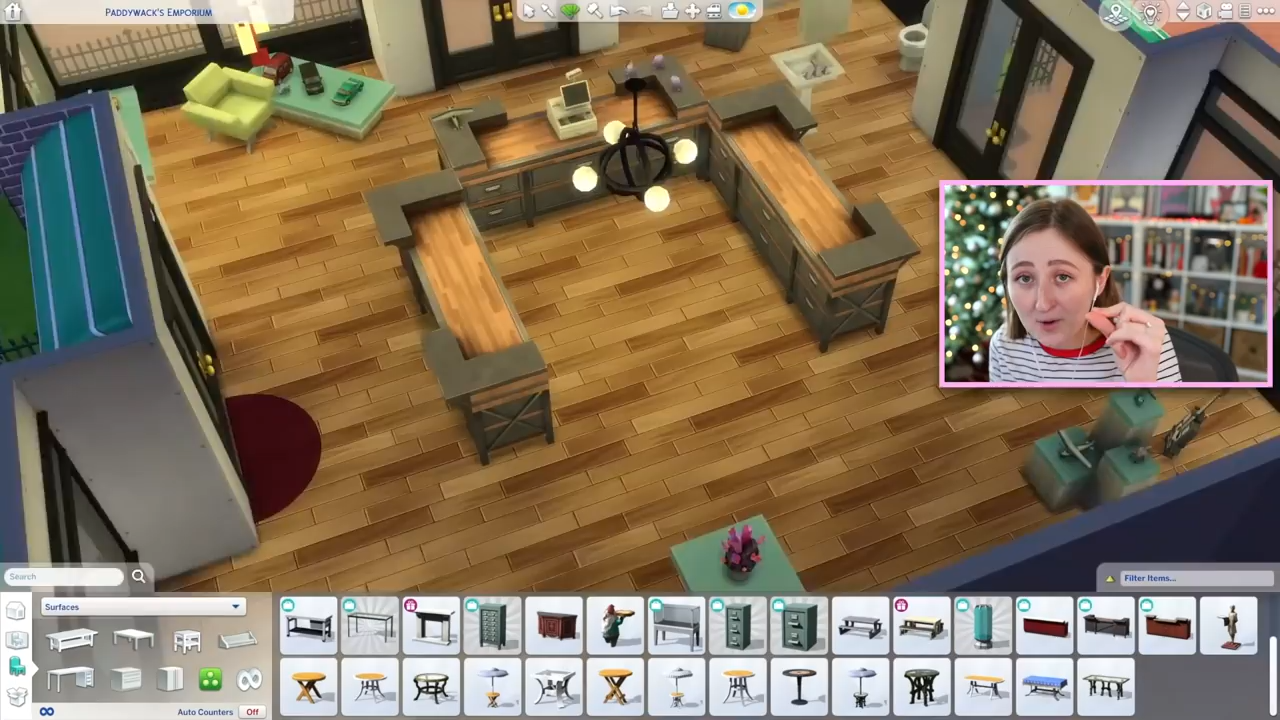 PADDYWACK'S EMPORIUM
Search
Filter Items...
Surfaces
Auto Counters
Off